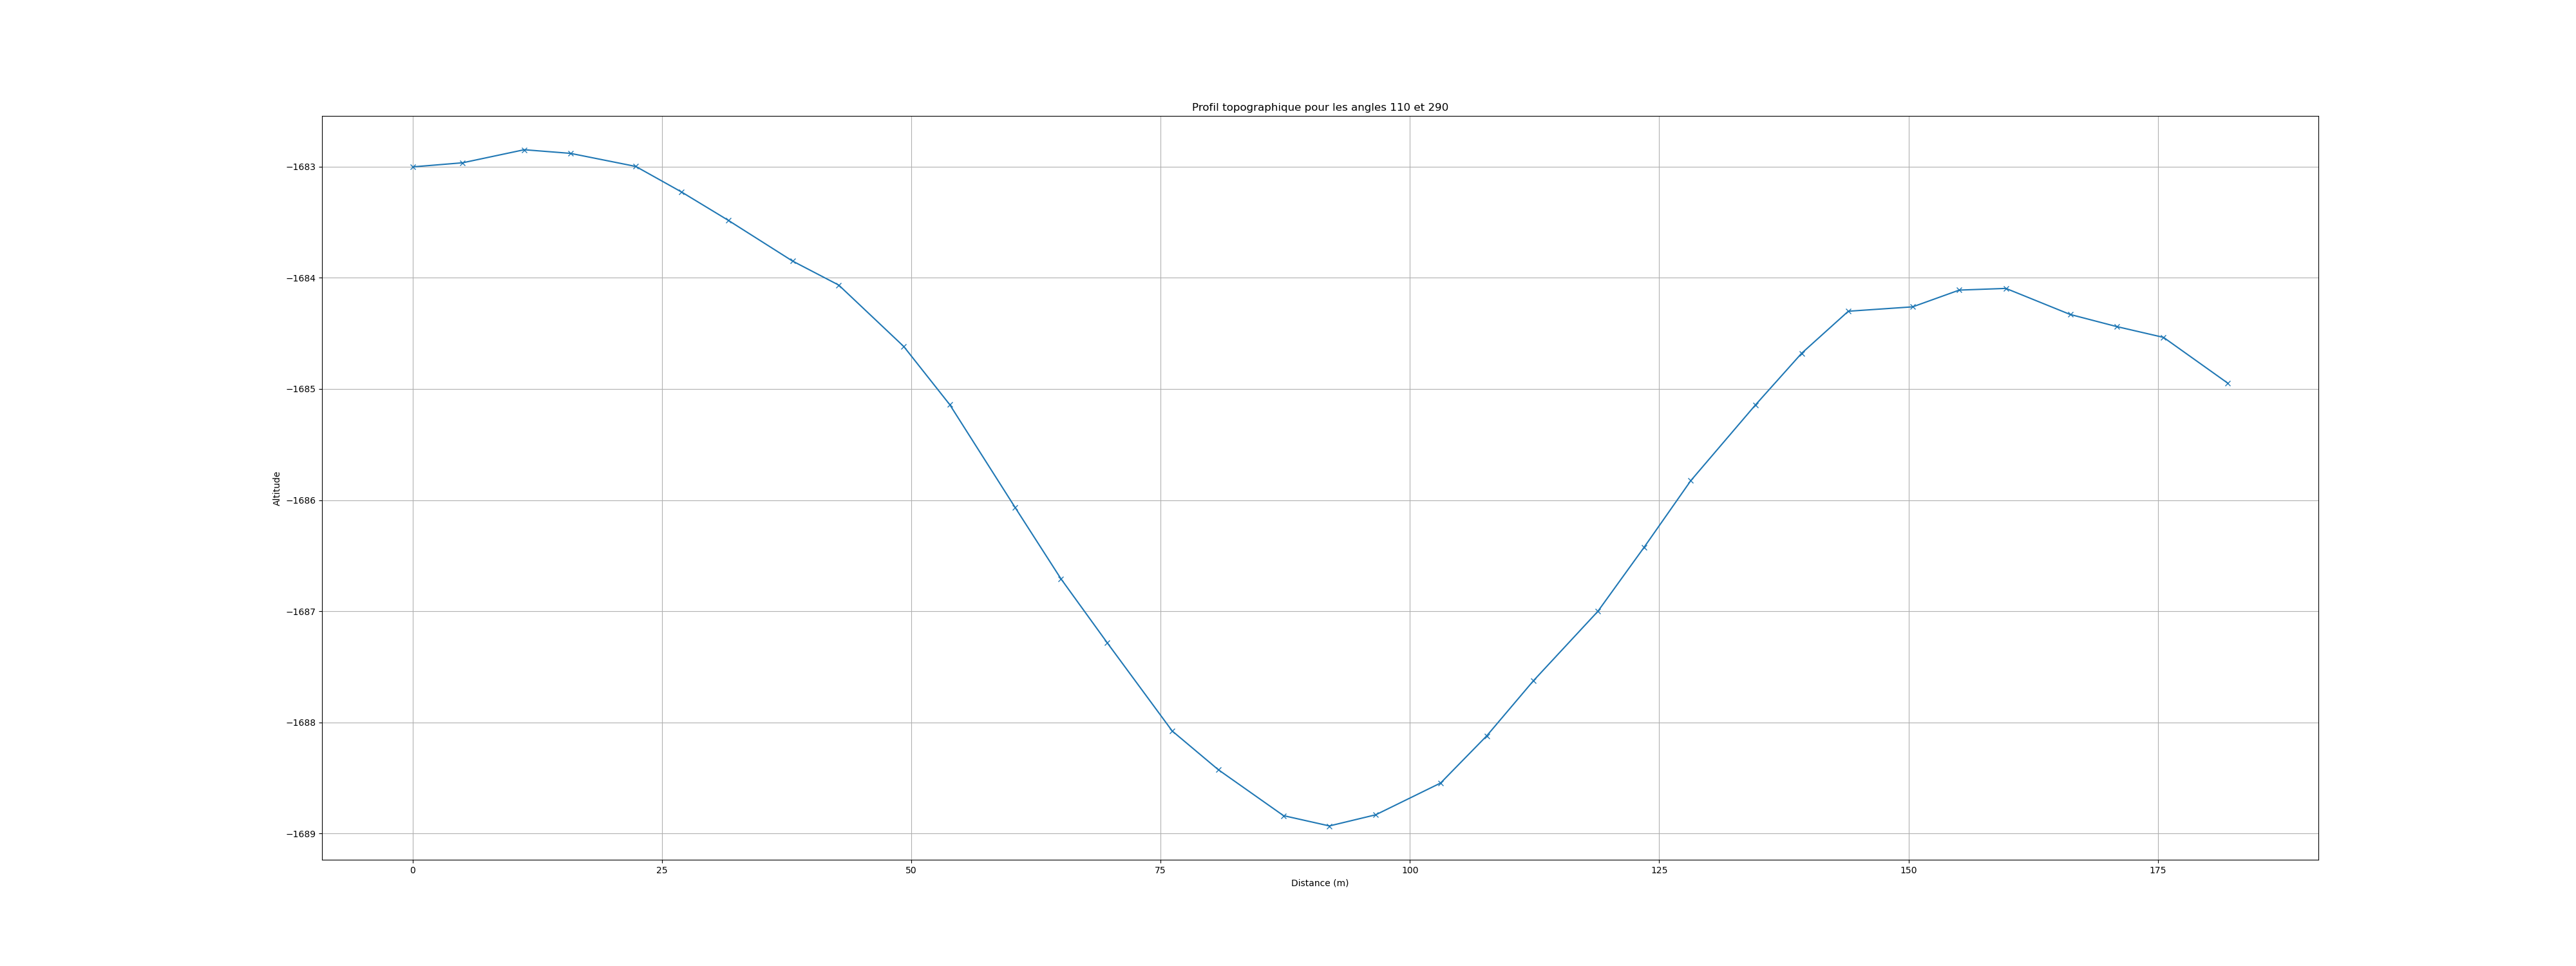 Profil topographique pour les angles 110 et 290
−1683
−1684
−1685
−1686
−1687
−1688
−1689
Altitude
0 25 50 75 100 125 150 175
Distance (m)